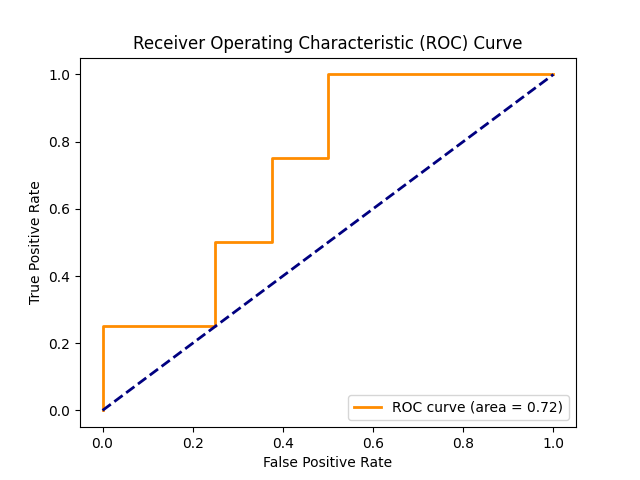 Receiver Operating Characteristic (ROC) Curve
1.0
0.8
0.6
0.4
0.2
0.0
True Positive Rate
ROC curve (area = 0.72)
0.0 0.2 0.4 0.6 0.8 1.0
False Positive Rate